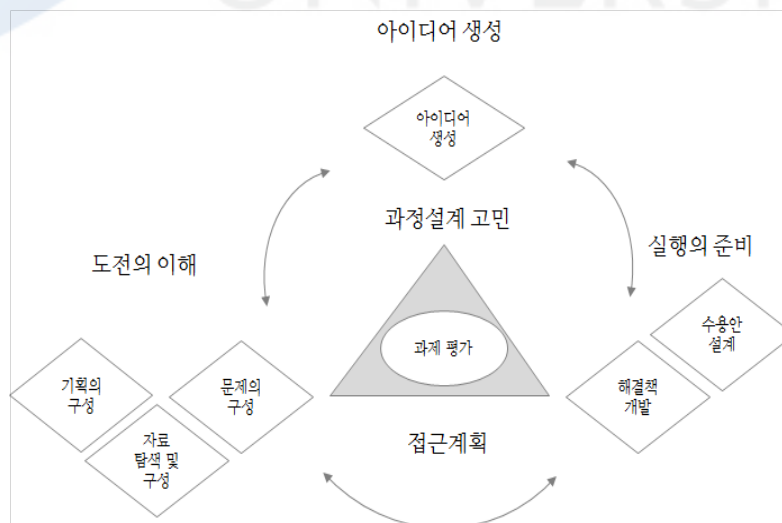 아이디어 생성
아이디어
생성
과정설계 고민
도전의 이해
실행의 준비
수용안
설계
과제 평가
기획의
구성
문제의
구성
해결책
개발
자료
탐색 및
구성
접근계획